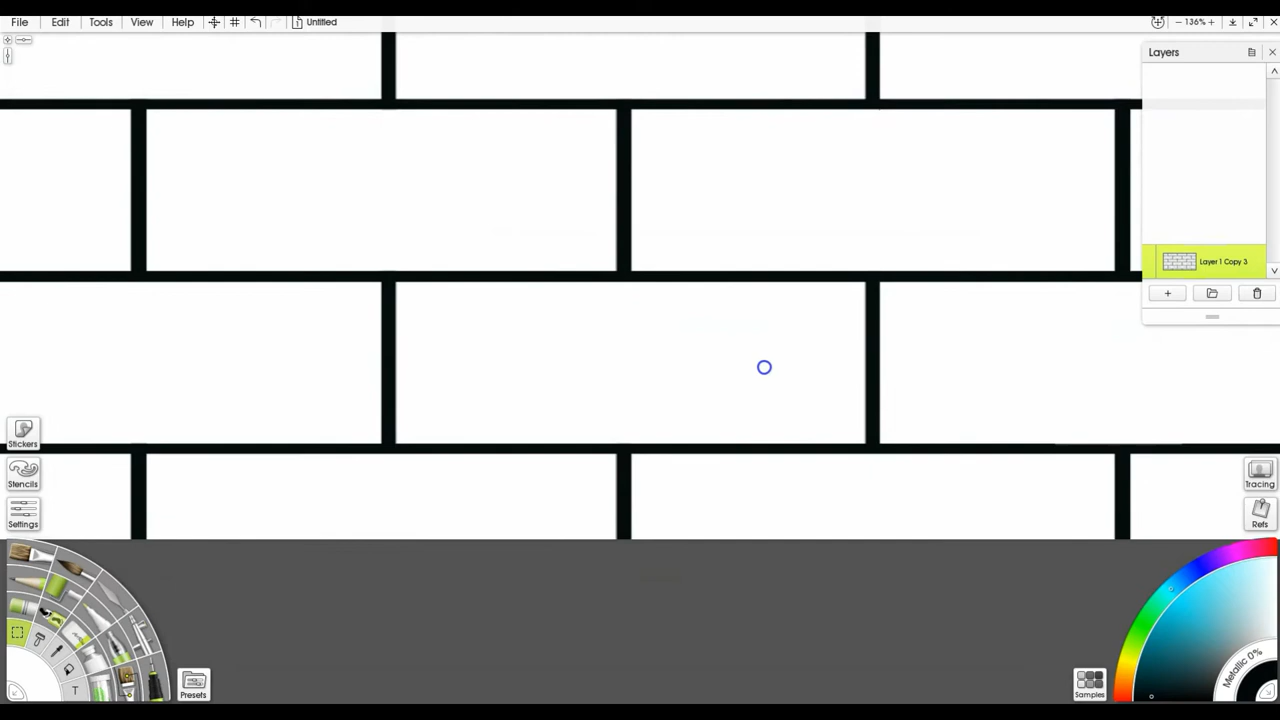 File Edit Tools View Help Untitled − 136% +
Layers
Layer 1 Copy 3
+
Stickers
Stencils
Settings
Tracing
Refs
T
Presets
Samples
Metallic 0%